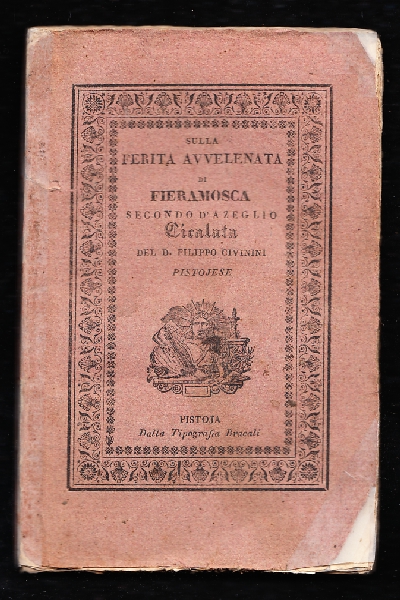 SULLA
FERITA AVVELENATA
DI
FIERAMOSCA
SECONDO D'AZEGLIO
Cicalata
DEL D. FILIPPO CIVININI
PISTOJESE
PISTOIA
Dalla Tipografia Bracali